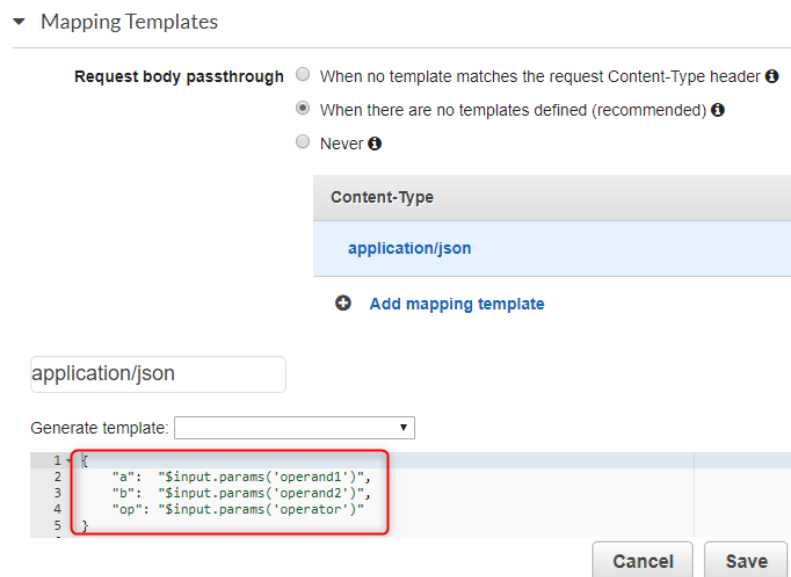 Mapping Templates
Request body passthrough When no template matches the request Content-Type header
When there are no templates defined (recommended)
Never
Content-Type
application/json
Add mapping template
application/json
Generate template:
1 {
2 "a": "$input.params('operand1')",
3 "b": "$input.params('operand2')",
4 "op": "$input.params('operator')"
5 }
Cancel Save